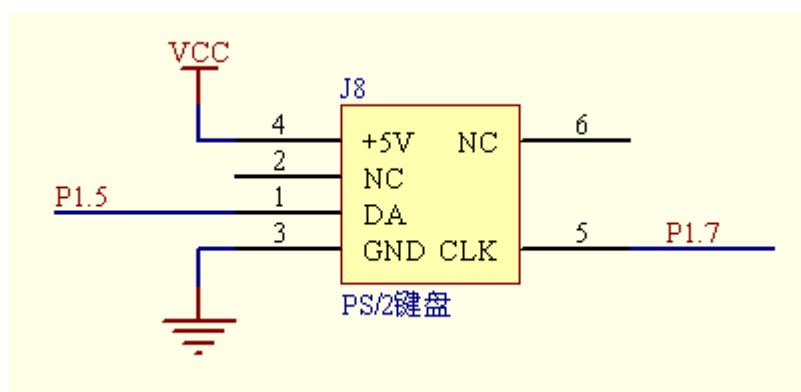 VCC
J8
4 +5V NC 6
2 NC
P1.5 1 DA
3 GND CLK 5 P1.7
PS/2键盘